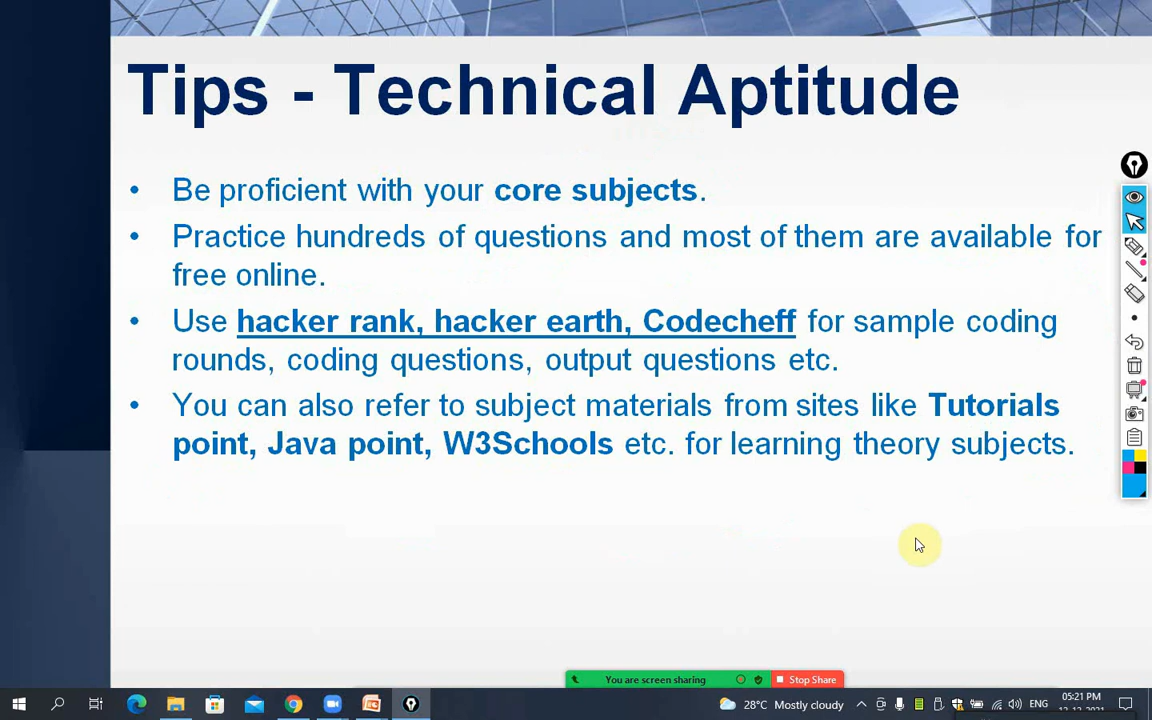 Tips - Technical Aptitude
• Be proficient with your core subjects.
• Practice hundreds of questions and most of them are available for
free online.
• Use hacker rank, hacker earth, Codecheff for sample coding
rounds, coding questions, output questions etc.
• You can also refer to subject materials from sites like Tutorials
point, Java point, W3Schools etc. for learning theory subjects.
You are screen sharing Stop Share
28°C Mostly cloudy ENG 05:21 PM